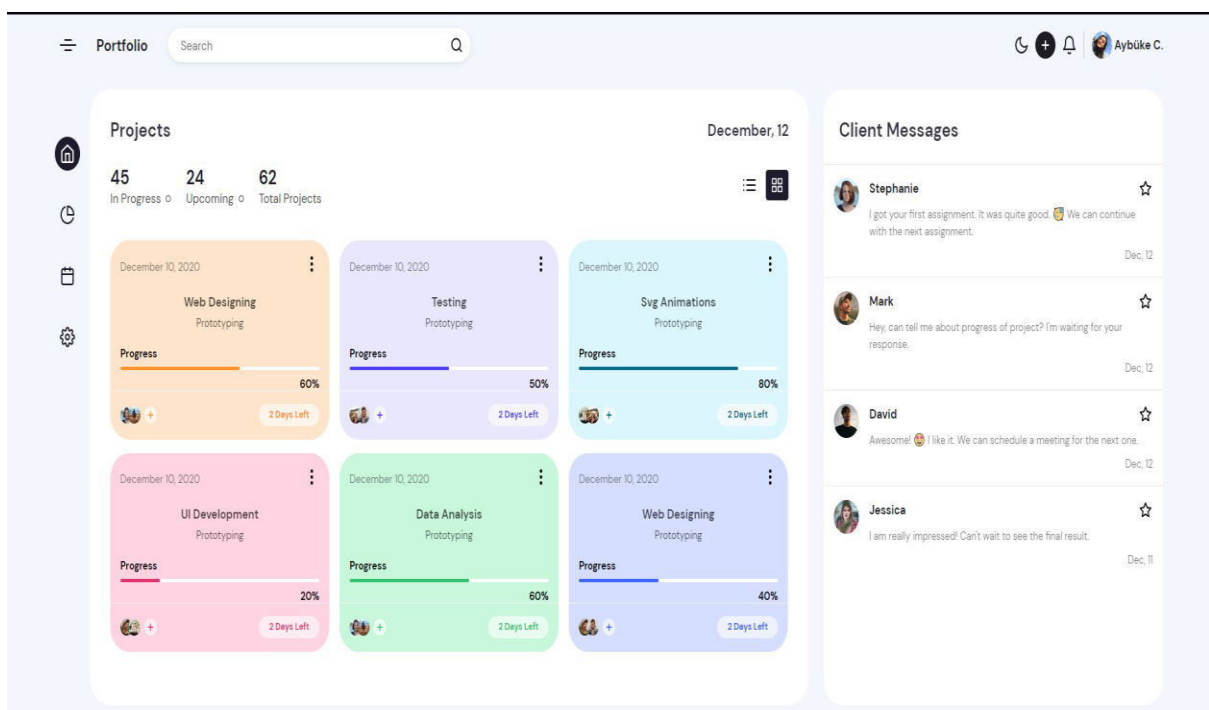 Portfolio
Search
Aybüke C.
Projects
December, 12
45
In Progress
24
Upcoming
62
Total Projects
December 10, 2020
Web Designing
Prototyping
Progress
60%
2 Days Left
December 10, 2020
Testing
Prototyping
Progress
50%
2 Days Left
December 10, 2020
Svg Animations
Prototyping
Progress
80%
2 Days Left
December 10, 2020
UI Development
Prototyping
Progress
20%
2 Days Left
December 10, 2020
Data Analysis
Prototyping
Progress
60%
2 Days Left
December 10, 2020
Web Designing
Prototyping
Progress
40%
2 Days Left
Client Messages
Stephanie
I got your first assignment. It was quite good. 🥳 We can continue
with the next assignment.
Dec, 12
Mark
Hey, can tell me about progress of project? I'm waiting for your
response.
Dec, 12
David
Awesome! 🤩 I like it. We can schedule a meeting for the next one.
Dec, 12
Jessica
I am really impressed! Can't wait to see the final result.
Dec, 11